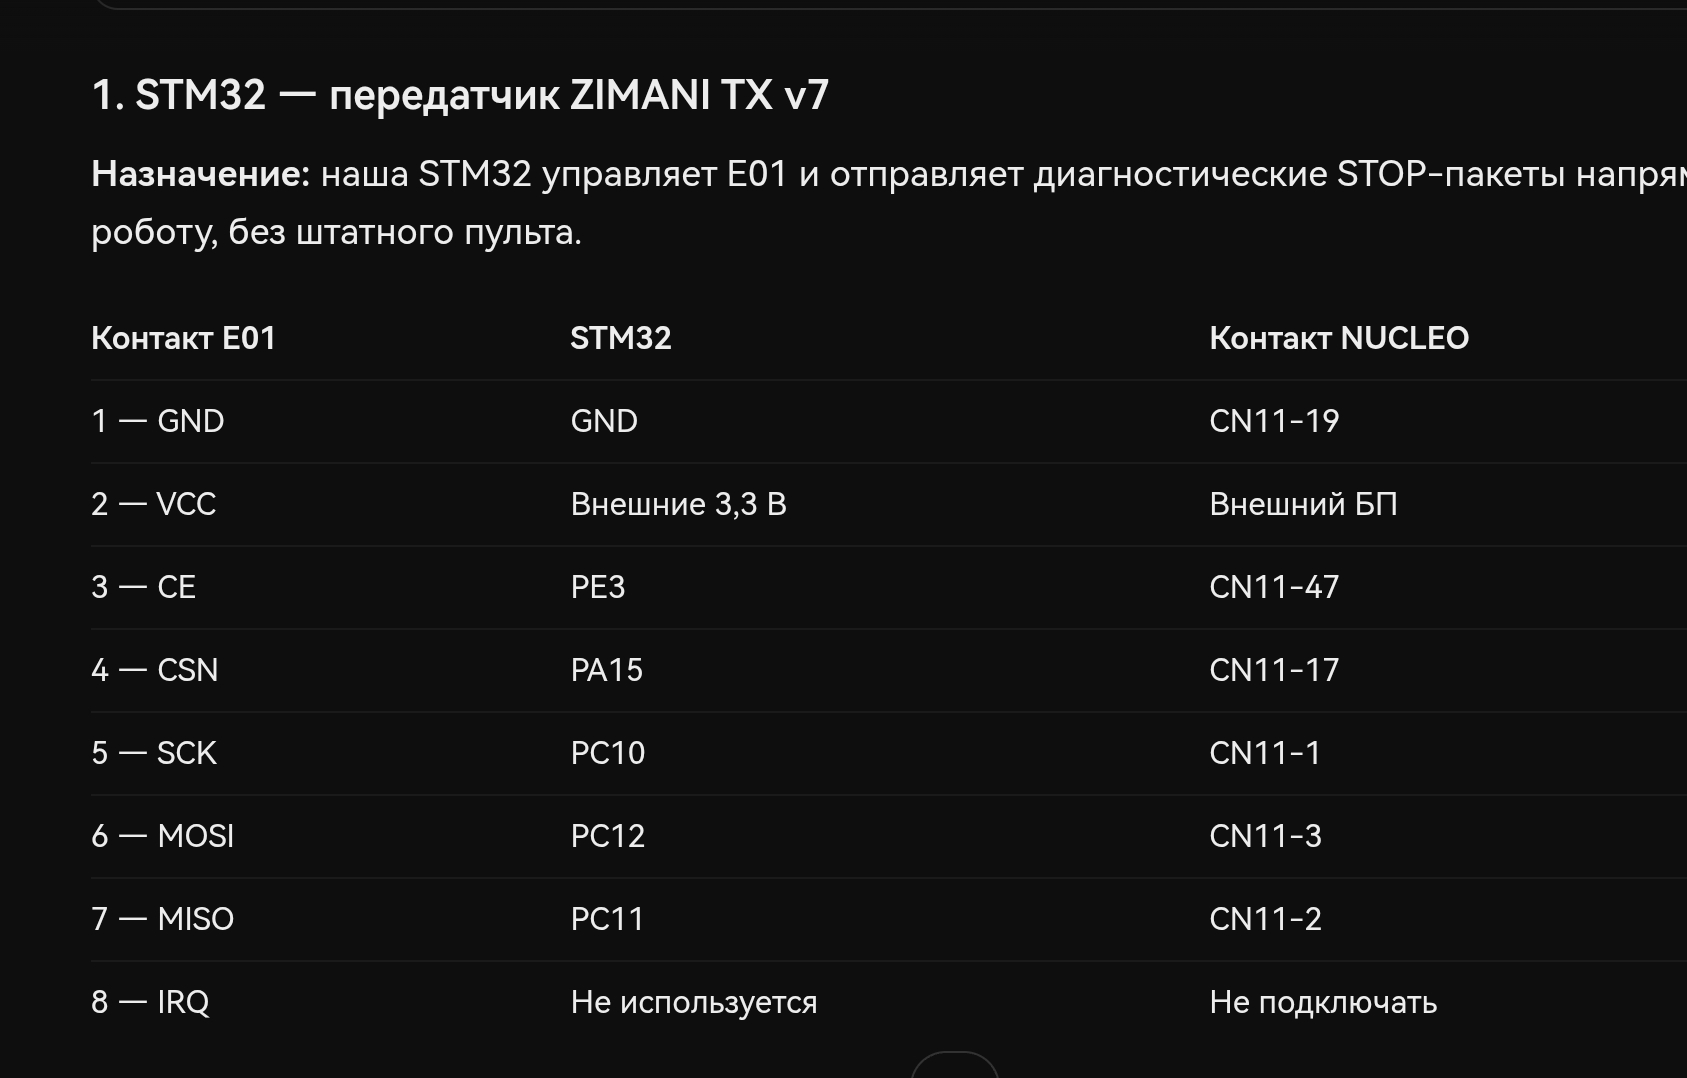 1. STM32 — передатчик ZIMANI TX v7
Назначение: наша STM32 управляет E01 и отправляет диагностические STOP-пакеты
роботу, без штатного пульта.
Контакт E01 STM32 Контакт NUCLEO
1 — GND GND CN11-19
2 — VCC Внешние 3,3 В Внешний БП
3 — CE PE3 CN11-47
4 — CSN PA15 CN11-17
5 — SCK PC10 CN11-1
6 — MOSI PC12 CN11-3
7 — MISO PC11 CN11-2
8 — IRQ Не используется Не подключать